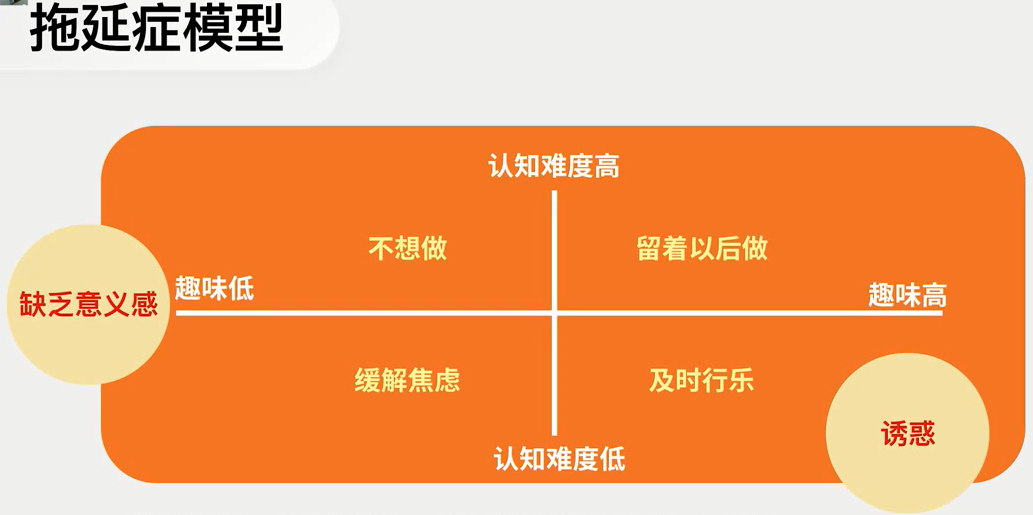 拖延症模型
认知难度高
不想做
留着以后做
缺乏意义感
趣味低
趣味高
缓解焦虑
及时行乐
诱惑
认知难度低